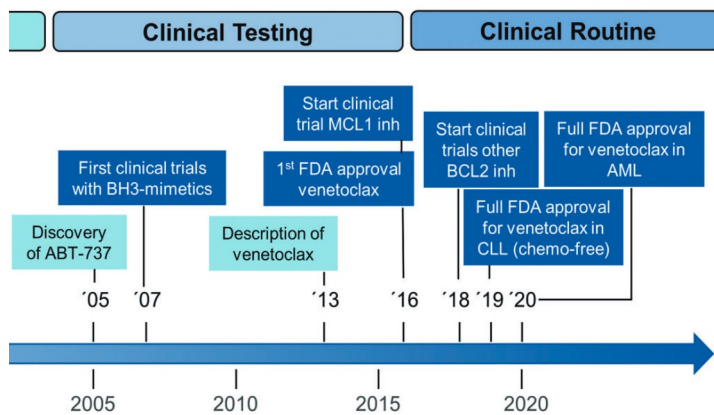 Clinical Testing
Clinical Routine
Start clinical
trial MCL1 inh
First clinical trials
with BH3-mimetics
1st FDA approval
venetoclax
Start clinical
trials other
BCL2 inh
Full FDA approval
for venetoclax in
AML
Discovery
of ABT-737
Description of
venetoclax
Full FDA approval
for venetoclax in
CLL (chemo-free)
´05 ´07 ´13 ´16 ´18 ´19 ´20
2005 2010 2015 2020